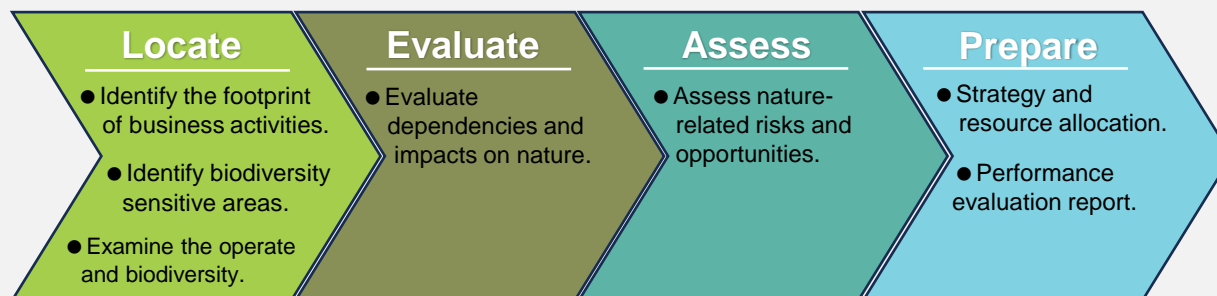 Locate
● Identify the footprint
of business activities.
● Identify biodiversity
sensitive areas.
● Examine the operate
and biodiversity.
Evaluate
● Evaluate
dependencies and
impacts on nature.
Assess
● Assess nature-
related risks and
opportunities.
Prepare
● Strategy and
resource allocation.
● Performance
evaluation report.